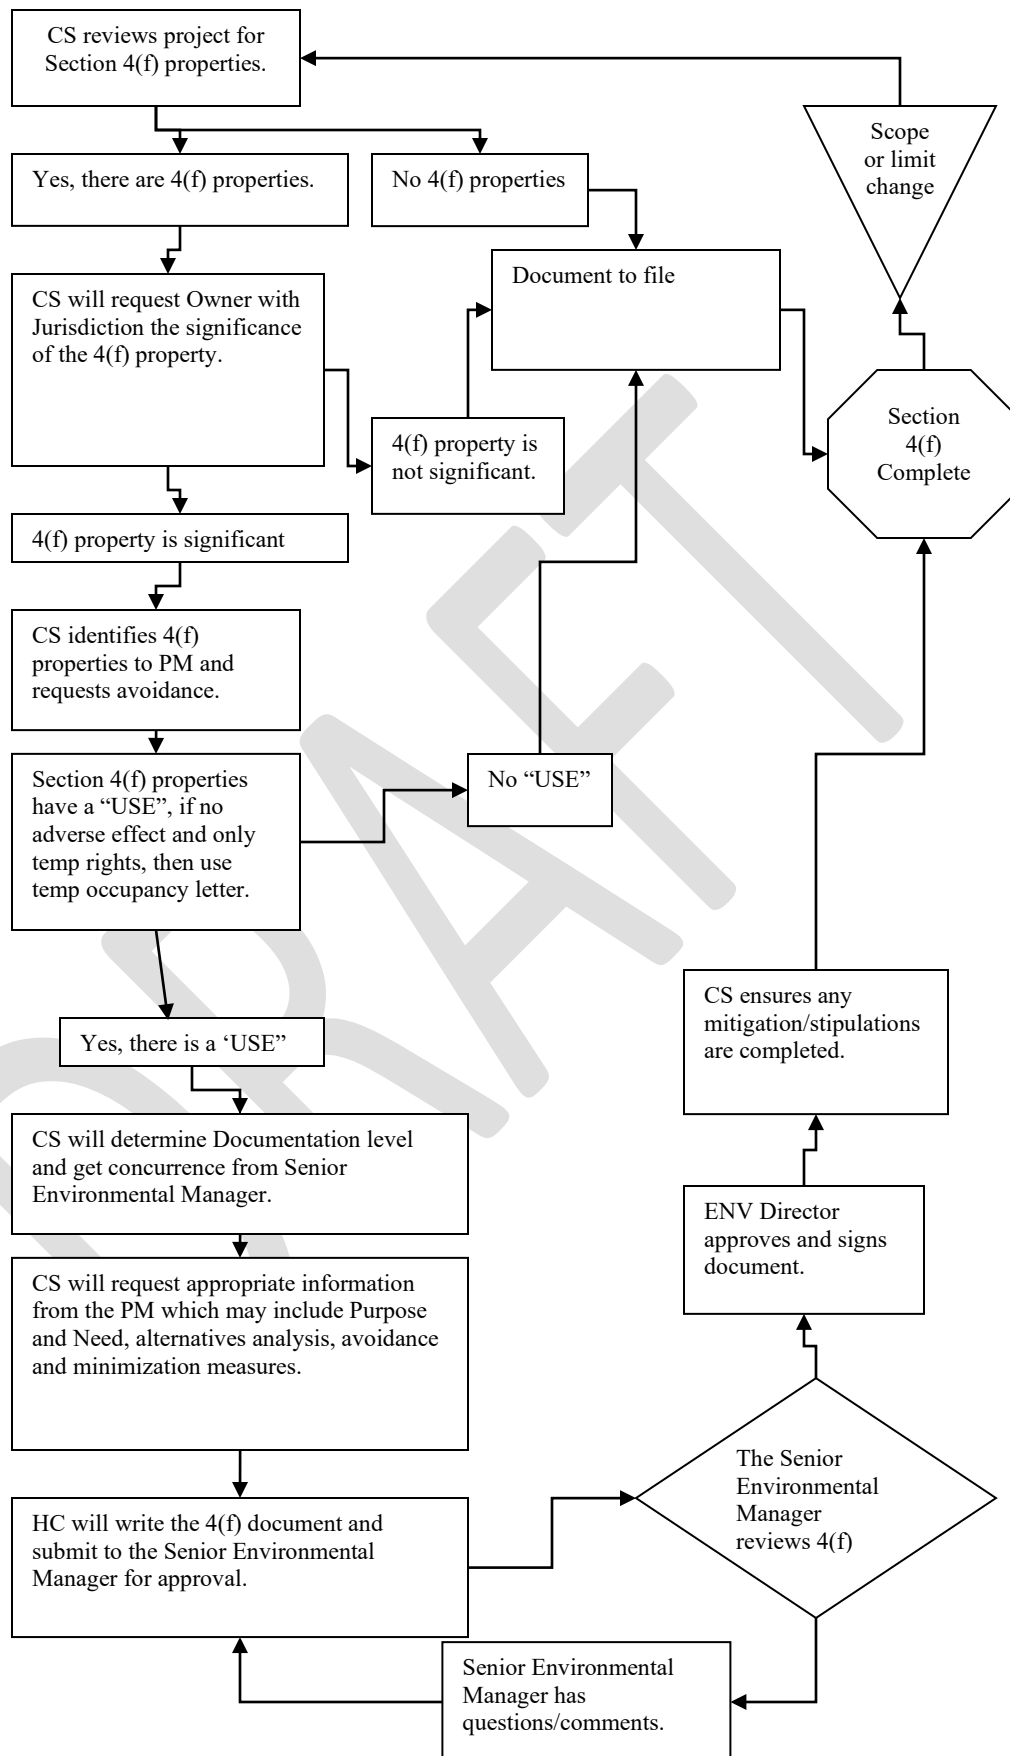 CS reviews project for
Section 4(f) properties.
Scope
or limit
change
Yes, there are 4(f) properties.
No 4(f) properties
CS will request Owner with
Jurisdiction the significance
of the 4(f) property.
Document to file
4(f) property is
not significant.
Section
4(f)
Complete
4(f) property is significant
CS identifies 4(f)
properties to PM and
requests avoidance.
Section 4(f) properties
have a “USE”, if no
adverse effect and only
temp rights, then use
temp occupancy letter.
No “USE”
Yes, there is a ‘USE”
CS will determine Documentation level
and get concurrence from Senior
Environmental Manager.
CS will request appropriate information
from the PM which may include Purpose
and Need, alternatives analysis, avoidance
and minimization measures.
HC will write the 4(f) document and
submit to the Senior Environmental
Manager for approval.
CS ensures any
mitigation/stipulations
are completed.
ENV Director
approves and signs
document.
The Senior
Environmental
Manager
reviews 4(f)
Senior Environmental
Manager has
questions/comments.
DRAFT